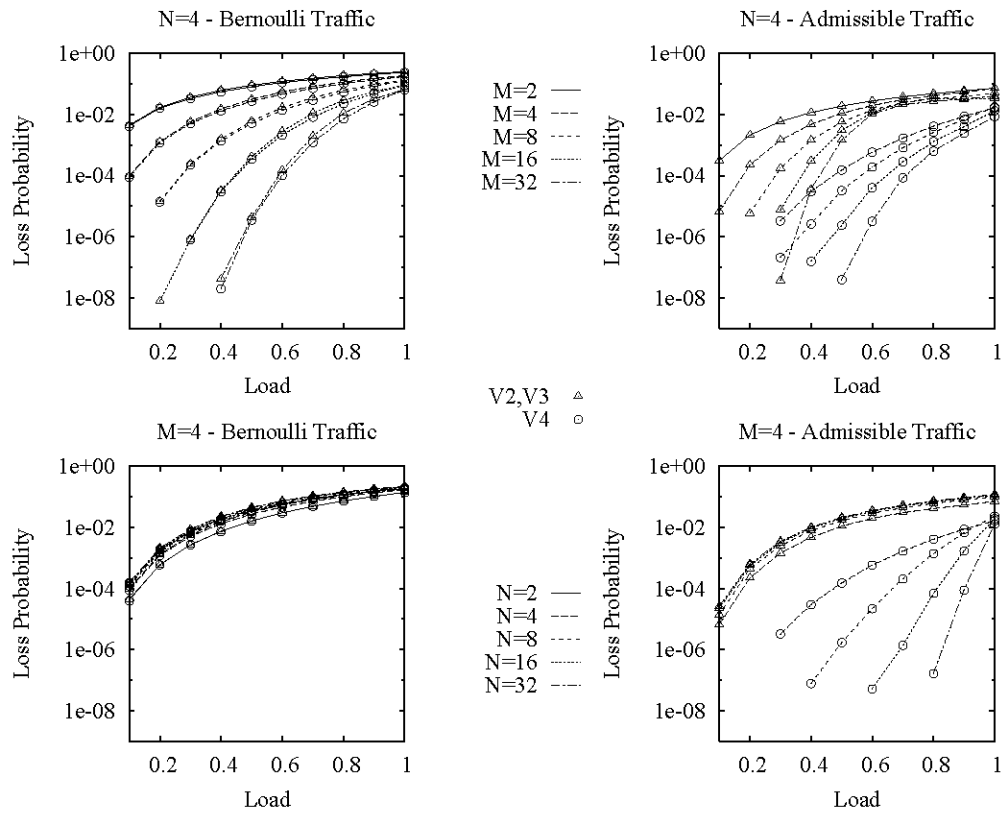 N=4 - Bernoulli Traffic
1e+00
1e-02
1e-04
1e-06
1e-08
Loss Probability
0.2 0.4 0.6 0.8 1
Load
M=2
M=4
M=8
M=16
M=32
N=4 - Admissible Traffic
1e+00
1e-02
1e-04
1e-06
1e-08
Loss Probability
0.2 0.4 0.6 0.8 1
Load
V2,V3
V4
M=4 - Bernoulli Traffic
1e+00
1e-02
1e-04
1e-06
1e-08
Loss Probability
0.2 0.4 0.6 0.8 1
Load
N=2
N=4
N=8
N=16
N=32
M=4 - Admissible Traffic
1e+00
1e-02
1e-04
1e-06
1e-08
Loss Probability
0.2 0.4 0.6 0.8 1
Load